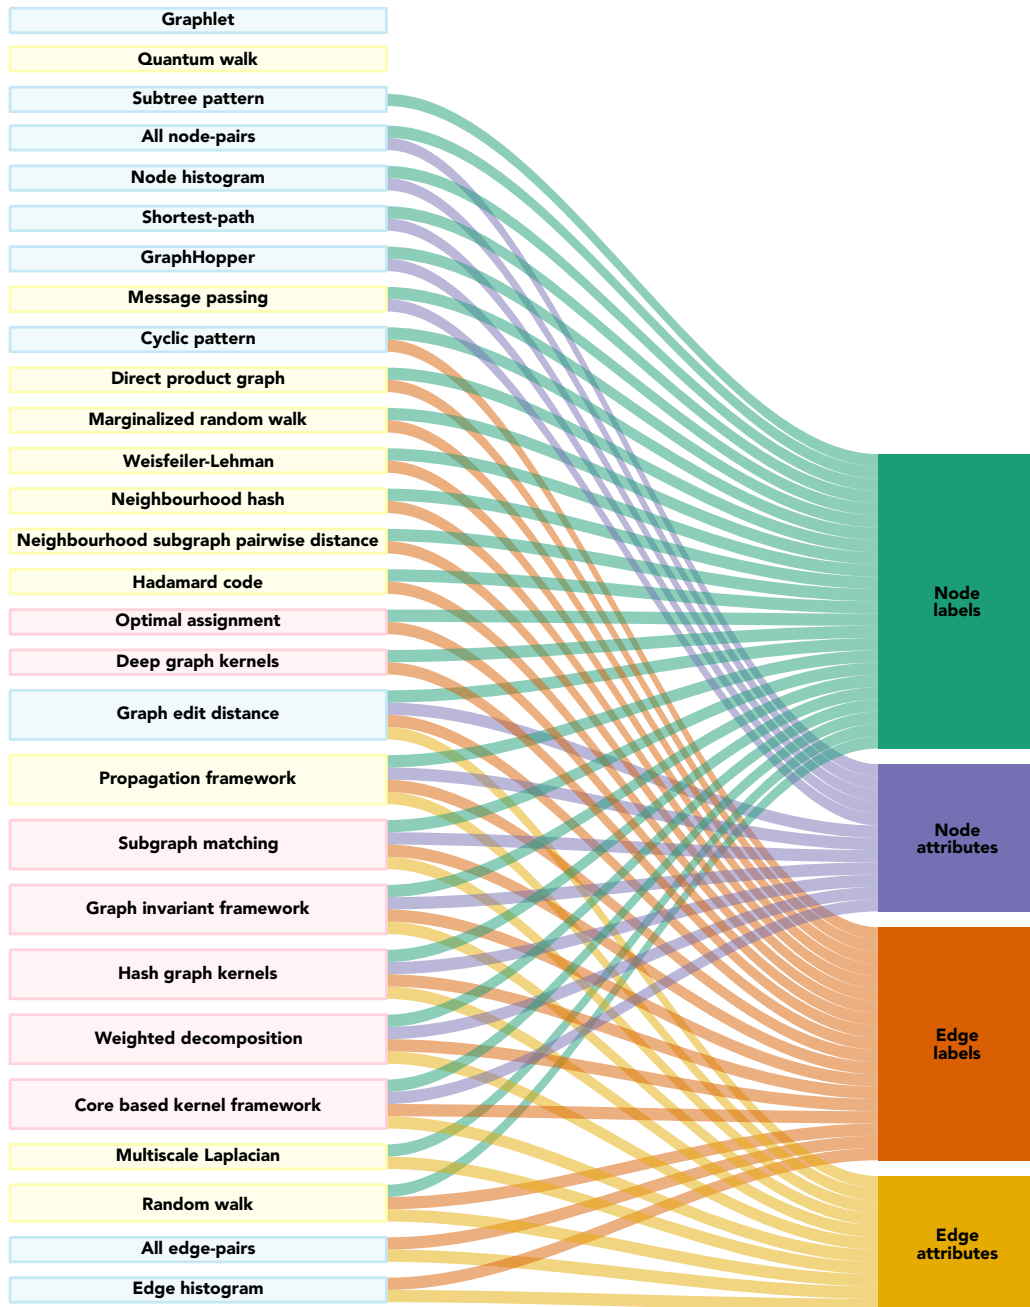 Graphlet
Quantum walk
Subtree pattern
All node-pairs
Node histogram
Shortest-path
GraphHopper
Message passing
Cyclic pattern
Direct product graph
Marginalized random walk
Weisfeiler-Lehman
Neighbourhood hash
Neighbourhood subgraph pairwise distance
Hadamard code
Optimal assignment
Deep graph kernels
Graph edit distance
Propagation framework
Subgraph matching
Graph invariant framework
Hash graph kernels
Weighted decomposition
Core based kernel framework
Multiscale Laplacian
Random walk
All edge-pairs
Edge histogram
Node
labels
Node
attributes
Edge
labels
Edge
attributes